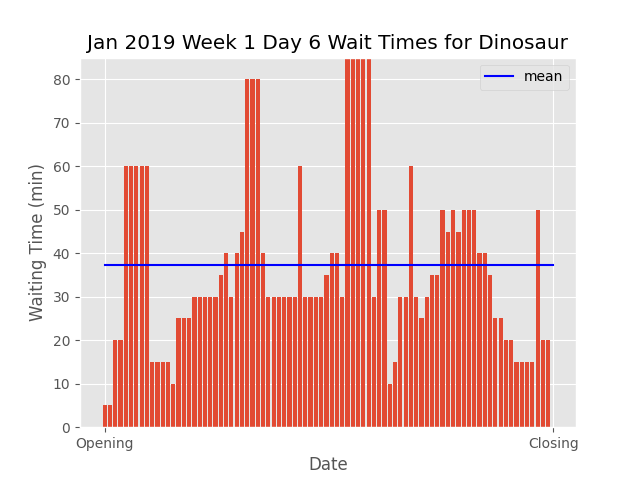 Jan 2019 Week 1 Day 6 Wait Times for Dinosaur
mean
80
70
60
50
40
30
20
10
0
Waiting Time (min)
Opening
Closing
Date